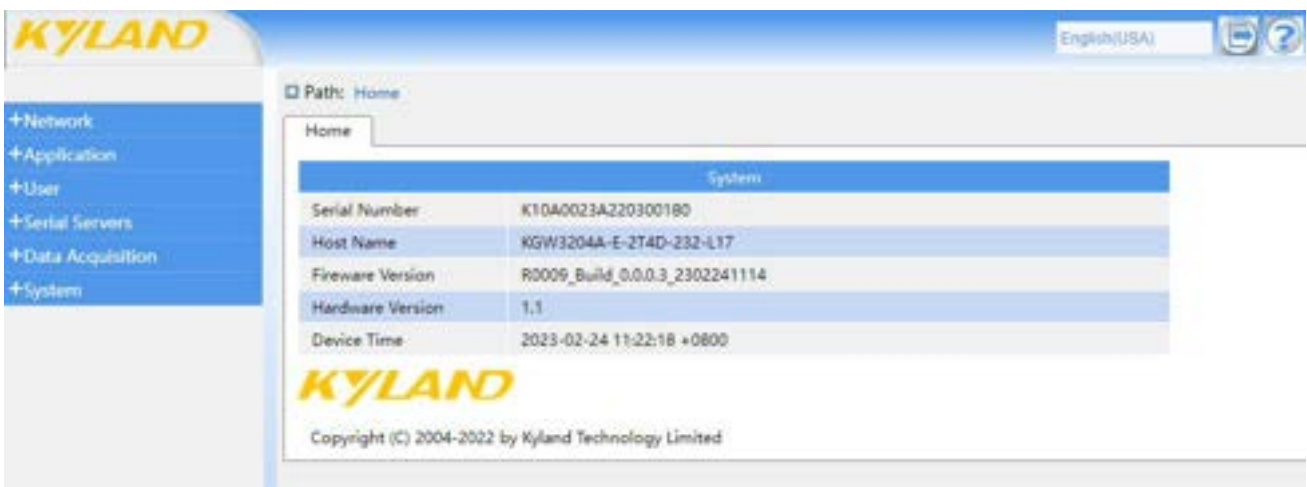 KYLAND
English(USA)
Path: Home
+Network
Home
+Application
+User
+Serial Servers
+Data Acquisition
+System
System
Serial Number K10A0023A220300180
Host Name KGW3204A-E-2T4D-232-L17
Fireware Version R0009_Build_0.0.0.3_2302241114
Hardware Version 1.1
Device Time 2023-02-24 11:22:18 +0800
KYLAND
Copyright (C) 2004-2022 by Kyland Technology Limited